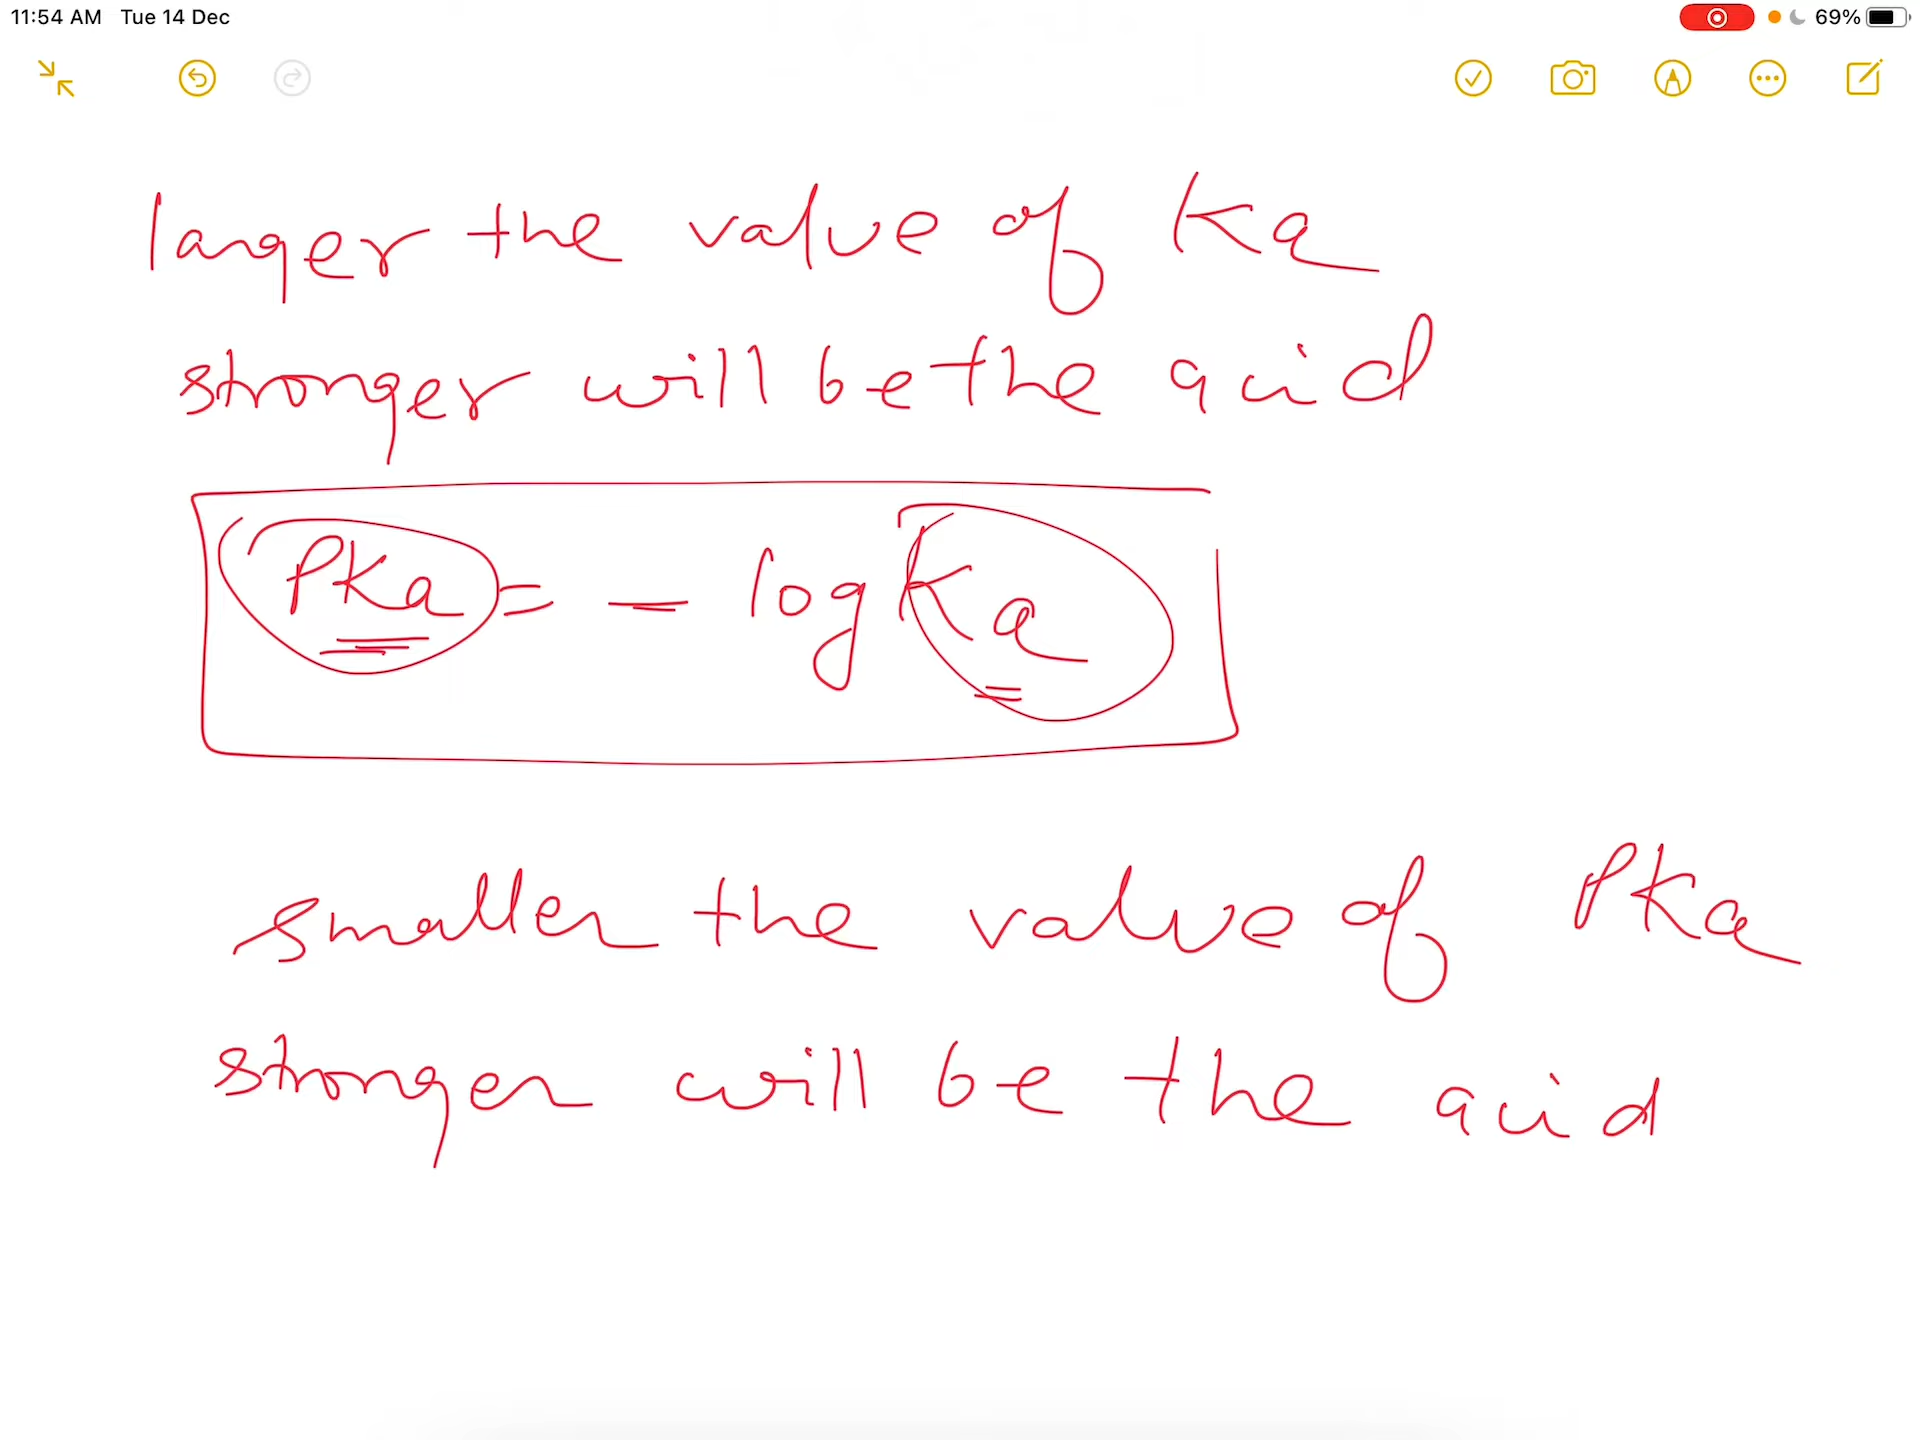 11:54 AM Tue 14 Dec 69%
larger the value of Ka
stronger will be the acid
PKa = - log Ka
smaller the value of PKa
stronger will be the acid